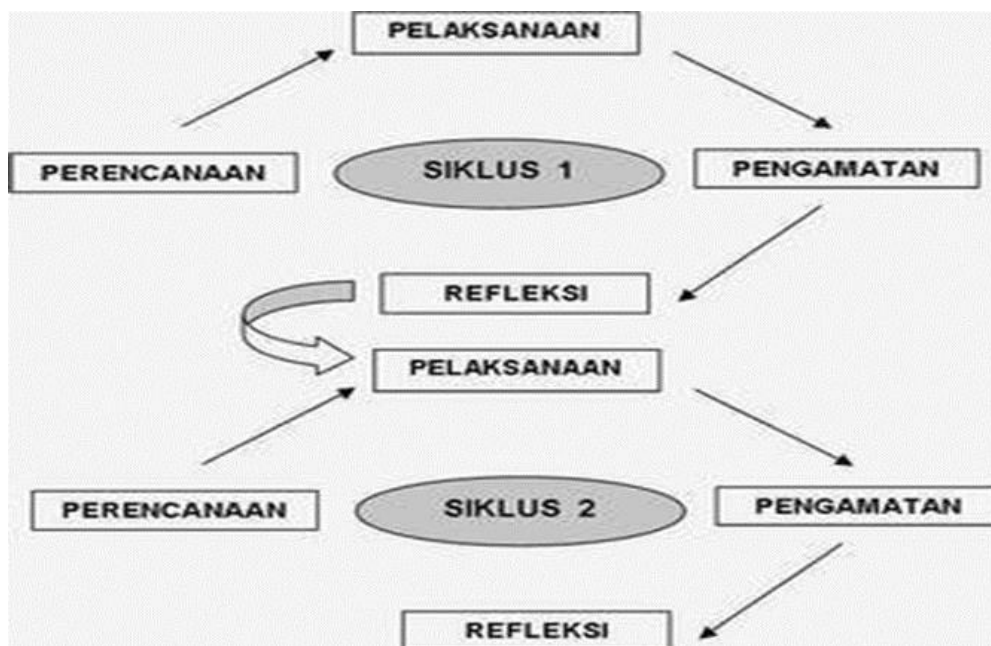 PELAKSANAAN
PERENCANAAN
SIKLUS 1
PENGAMATAN
REFLEKSI
PELAKSANAAN
PERENCANAAN
SIKLUS 2
PENGAMATAN
REFLEKSI